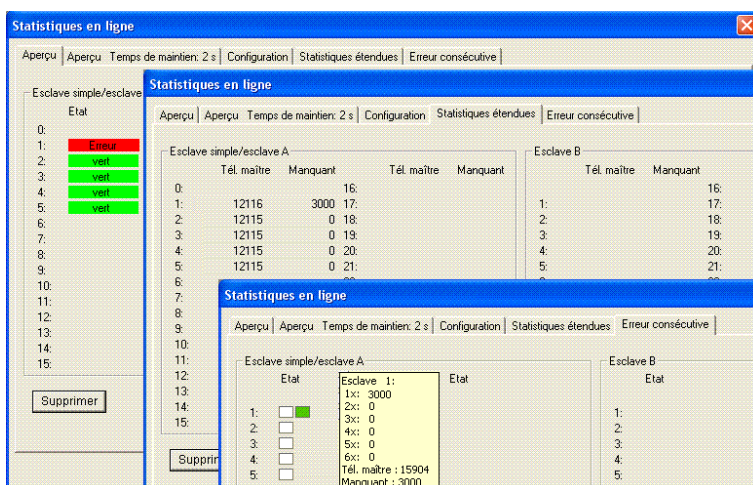 Statistiques en ligne
Aperçu Aperçu Temps de maintien: 2 s Configuration Statistiques étendues Erreur consécutive
Esclave simple/esclave
Etat
0:
1: Erreur
2: vert
3: vert
4: vert
5: vert
6:
7:
8:
9:
10:
11:
12:
13:
14:
15:
Supprimer
Statistiques en ligne
Aperçu Aperçu Temps de maintien: 2 s Configuration Statistiques étendues Erreur consécutive
Esclave simple/esclave A
Tél. maître Manquant Tél. maître Manquant
0: 16:
1: 12116 3000 17:
2: 12115 0 18:
3: 12115 0 19:
4: 12115 0 20:
5: 12115 0 21:
6:
7:
8:
9:
10:
11:
12:
13:
14:
15:
Supprir
Esclave B
Tél. maître Manquant
16:
1: 17:
2: 18:
3: 19:
4: 20:
5: 21:
Statistiques en ligne
Aperçu Aperçu Temps de maintien: 2 s Configuration Statistiques étendues Erreur consécutive
Esclave simple/esclave A
Etat Etat
1:
2:
3:
4:
5:
Esclave 1:
1x: 3000
2x: 0
3x: 0
4x: 0
5x: 0
6x: 0
Tél. maître : 15904
Manquant : 3000
Esclave B
Etat
1:
2:
3:
4:
5: